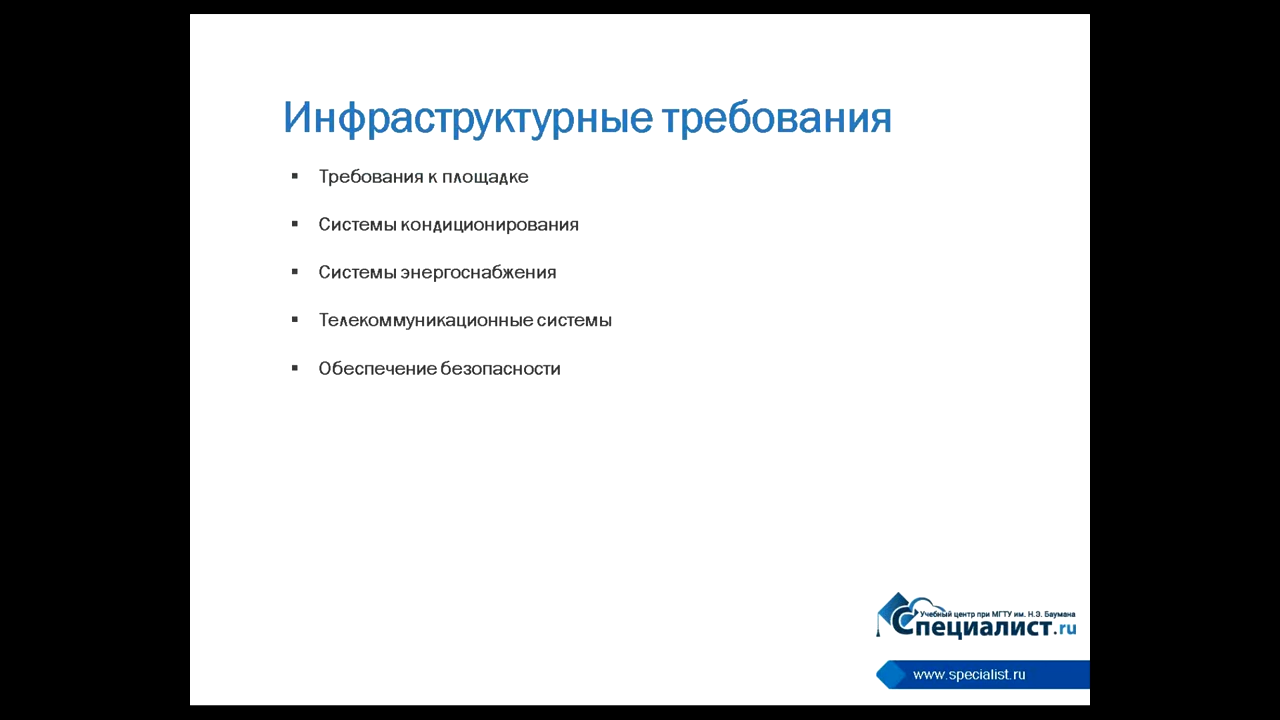 Инфраструктурные требования
▪ Требования к площадке
▪ Системы кондиционирования
▪ Системы энергоснабжения
▪ Телекоммуникационные системы
▪ Обеспечение безопасности
Учебный центр при МГТУ им. Н.Э. Баумана
Специалист.ru
www.specialist.ru